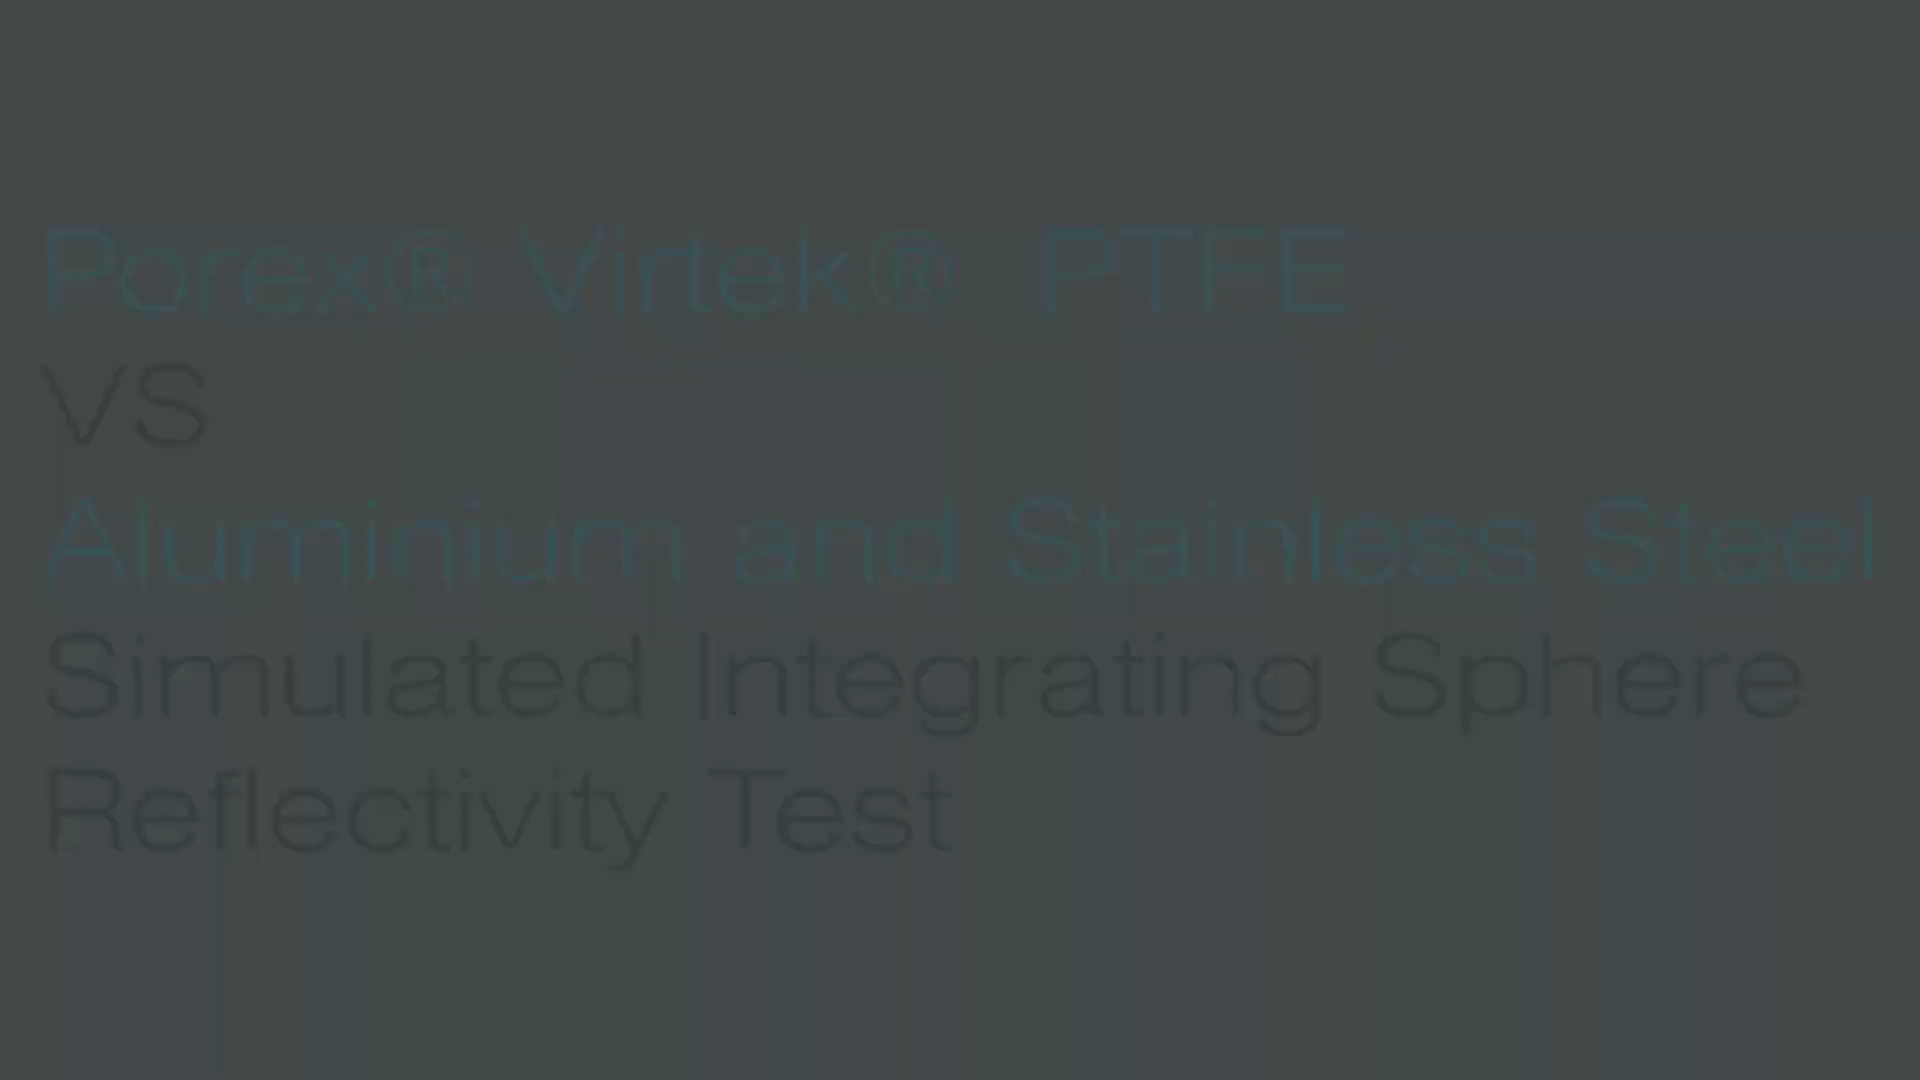 Porex® Virtek® PTFE
VS
Aluminium and Stainless Steel
Simulated Integrating Sphere
Reflectivity Test